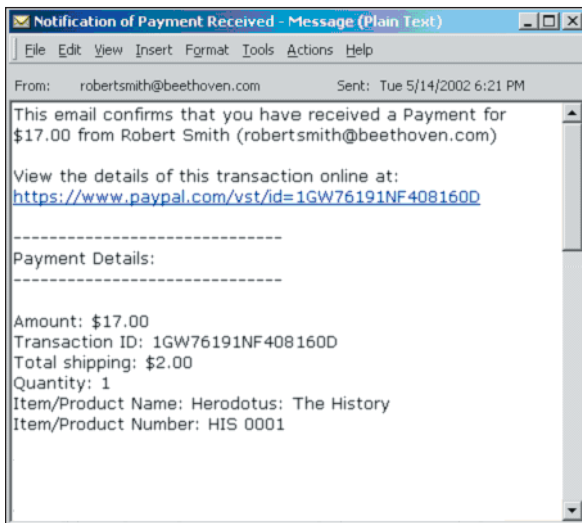 Notification of Payment Received - Message (Plain Text)
File Edit View Insert Format Tools Actions Help
From: robertsmith@beethoven.com Sent: Tue 5/14/2002 6:21 PM
This email confirms that you have received a Payment for
$17.00 from Robert Smith (robertsmith@beethoven.com)
View the details of this transaction online at:
https://www.paypal.com/vst/id=1GW76191NF408160D
------------------------------
Payment Details:
------------------------------
Amount: $17.00
Transaction ID: 1GW76191NF408160D
Total shipping: $2.00
Quantity: 1
Item/Product Name: Herodotus: The History
Item/Product Number: HIS 0001